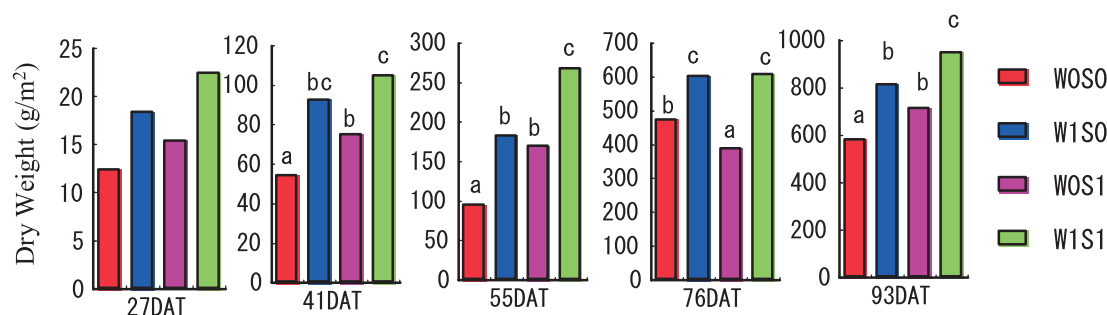 Dry Weight (g/m²)
25
20
15
10
5
0
27DAT
120
100
80
60
40
20
0
a
bc
b
c
41DAT
300
250
200
150
100
50
0
a
b
b
c
55DAT
700
600
500
400
300
200
100
0
b
c
a
c
76DAT
1000
800
600
400
200
0
a
b
b
c
93DAT
W0S0
W1S0
W0S1
W1S1